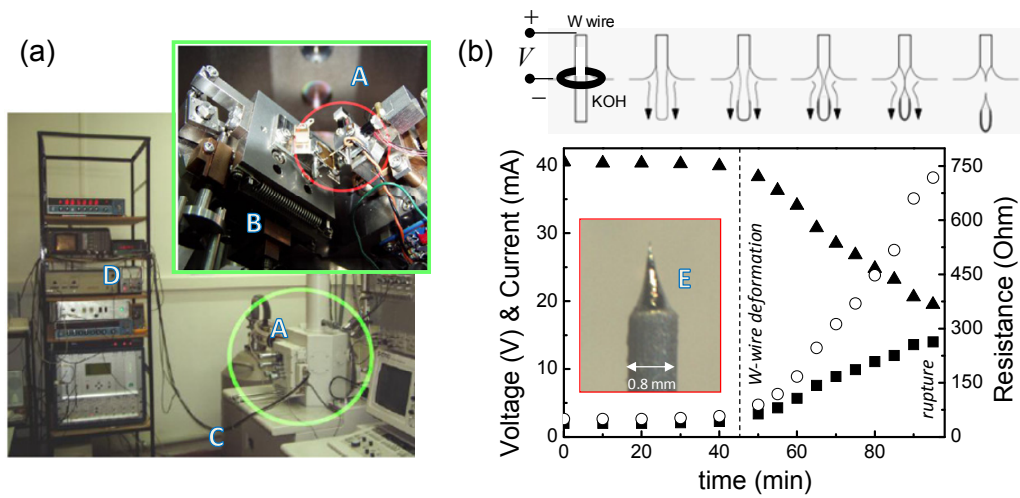 (a)
A
B
D
A
C
(b)
+
W wire
V
−
KOH
Voltage (V) & Current (mA)
40
30
20
10
0
W-wire deformation
E
0.8 mm
rupture
750
600
450
300
150
0
Resistance (Ohm)
0 20 40 60 80
time (min)